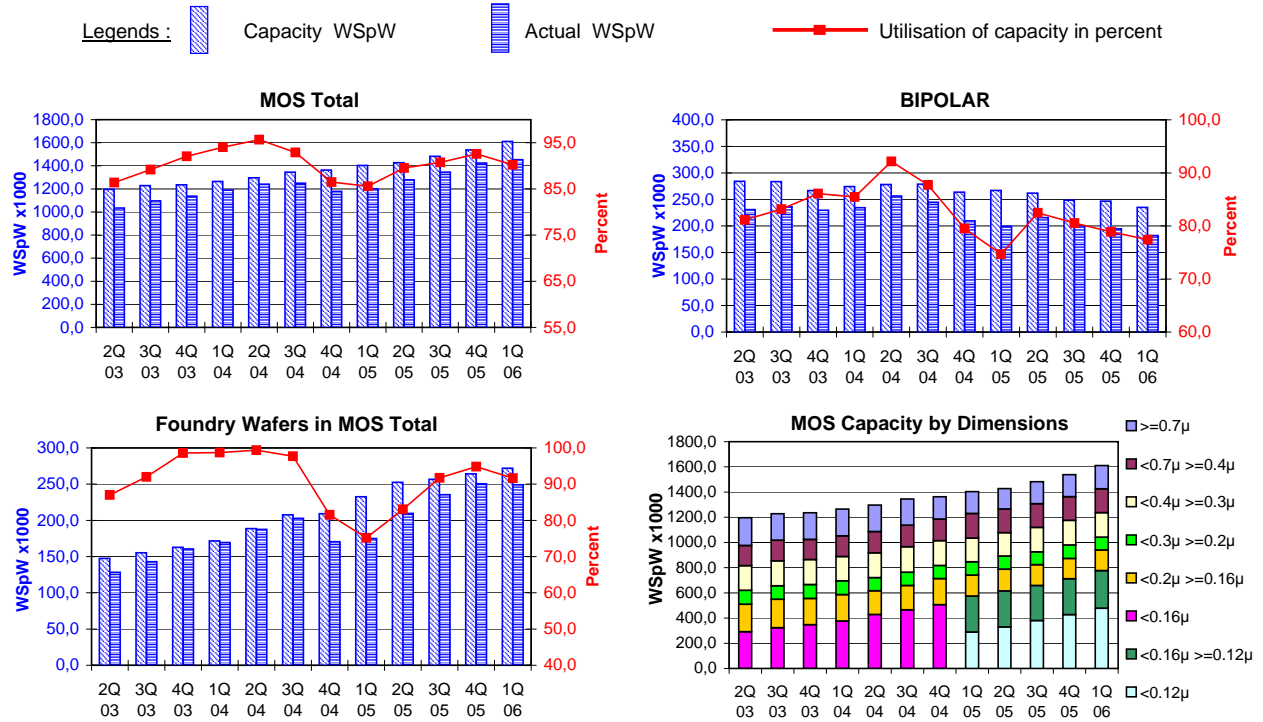 Legends :
Capacity WSpW
Actual WSpW
Utilisation of capacity in percent
MOS Total
WSpW x1000
1800,0
1600,0
1400,0
1200,0
1000,0
800,0
600,0
400,0
200,0
0,0
95,0
85,0
75,0
65,0
55,0
Percent
2Q 3Q 4Q 1Q 2Q 3Q 4Q 1Q 2Q 3Q 4Q 1Q
03 03 03 04 04 04 04 05 05 05 05 06
BIPOLAR
WSpW x1000
400,0
350,0
300,0
250,0
200,0
150,0
100,0
50,0
0,0
100,0
90,0
80,0
70,0
60,0
Percent
2Q 3Q 4Q 1Q 2Q 3Q 4Q 1Q 2Q 3Q 4Q 1Q
03 03 03 04 04 04 04 05 05 05 05 06
Foundry Wafers in MOS Total
WSpW x1000
300,0
250,0
200,0
150,0
100,0
50,0
0,0
100,0
90,0
80,0
70,0
60,0
50,0
40,0
Percent
2Q 3Q 4Q 1Q 2Q 3Q 4Q 1Q 2Q 3Q 4Q 1Q
03 03 03 04 04 04 04 05 05 05 05 06
MOS Capacity by Dimensions
WSpW x1000
1800,0
1600,0
1400,0
1200,0
1000,0
800,0
600,0
400,0
200,0
0,0
2Q 3Q 4Q 1Q 2Q 3Q 4Q 1Q 2Q 3Q 4Q 1Q
03 03 03 04 04 04 04 05 05 05 05 06
>=0.7µ
<0.7µ >=0.4µ
<0.4µ >=0.3µ
<0.3µ >=0.2µ
<0.2µ >=0.16µ
<0.16µ
<0.16µ >=0.12µ
<0.12µ